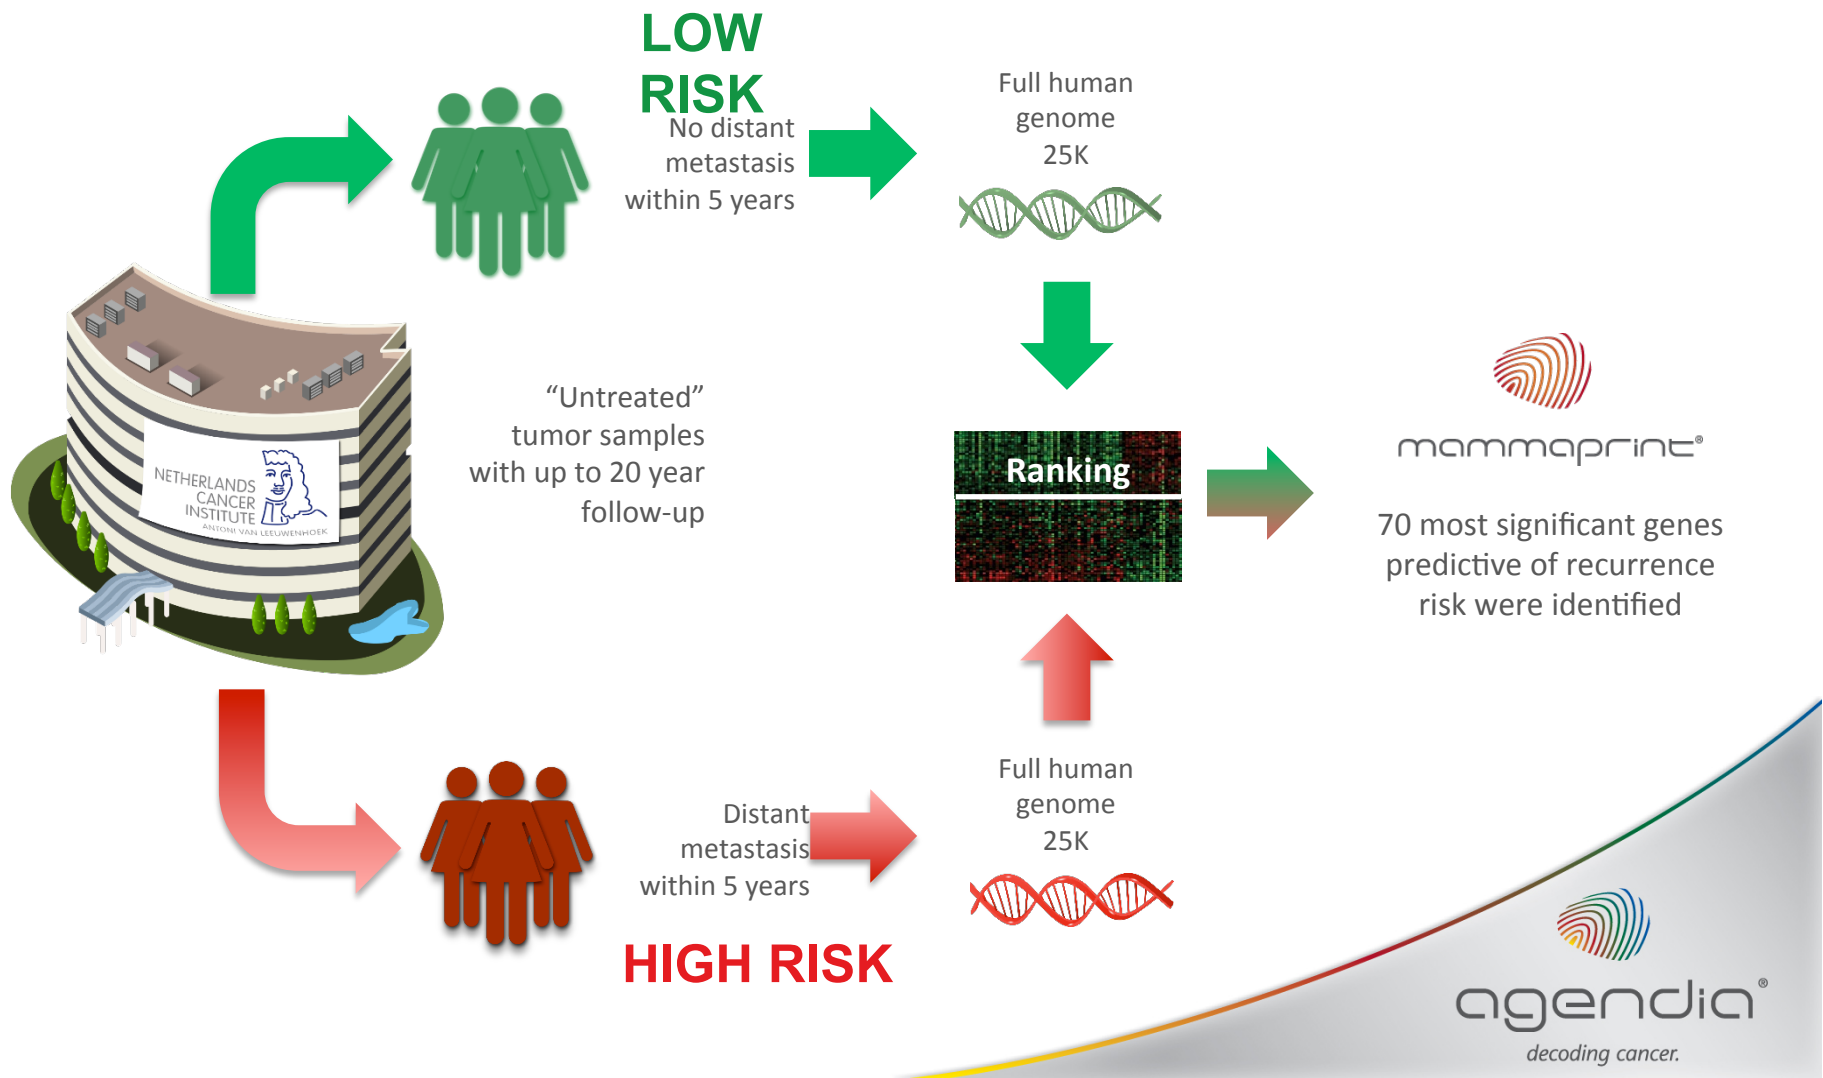 LOW
RISK
No distant
metastasis
within 5 years
Full human
genome
25K
NETHERLANDS
CANCER
INSTITUTE
ANTONI VAN LEEUWENHOEK
“Untreated”
tumor samples
with up to 20 year
follow-up
Ranking
mammaprint®
70 most significant genes
predictive of recurrence
risk were identified
Distant
metastasis
within 5 years
HIGH RISK
Full human
genome
25K
agendia®
decoding cancer.